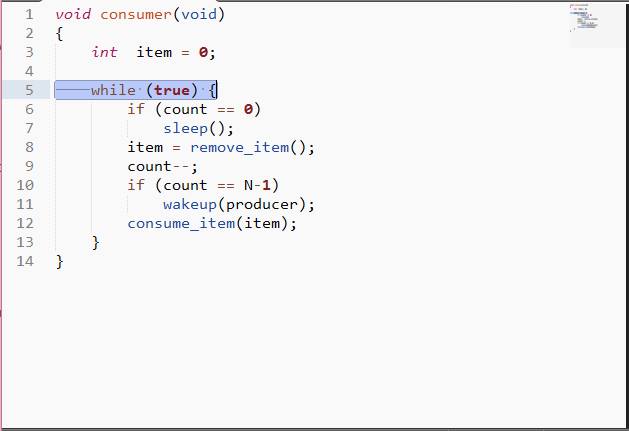 1 void consumer(void)
2 {
3     int  item = 0;
4
5     while (true) {
6         if (count == 0)
7             sleep();
8         item = remove_item();
9         count--;
10         if (count == N-1)
11             wakeup(producer);
12         consume_item(item);
13     }
14 }